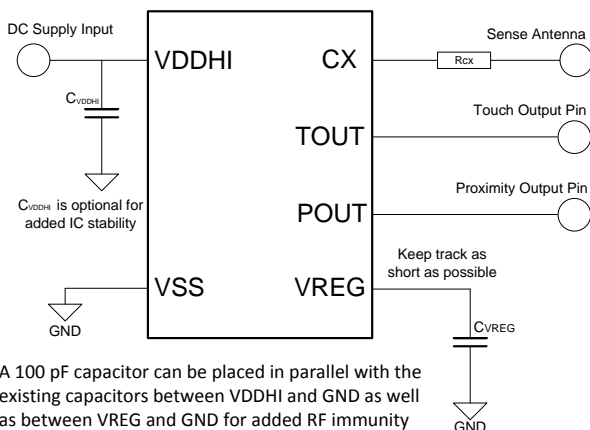 DC Supply Input
VDDHI
CVDDHI
CVDDHI is optional for
added IC stability
VSS
GND
CX
Rcx
Sense Antenna
TOUT
Touch Output Pin
POUT
Proximity Output Pin
VREG
Keep track as
short as possible
CVREG
GND
A 100 pF capacitor can be placed in parallel with the
existing capacitors between VDDHI and GND as well
as between VREG and GND for added RF immunity